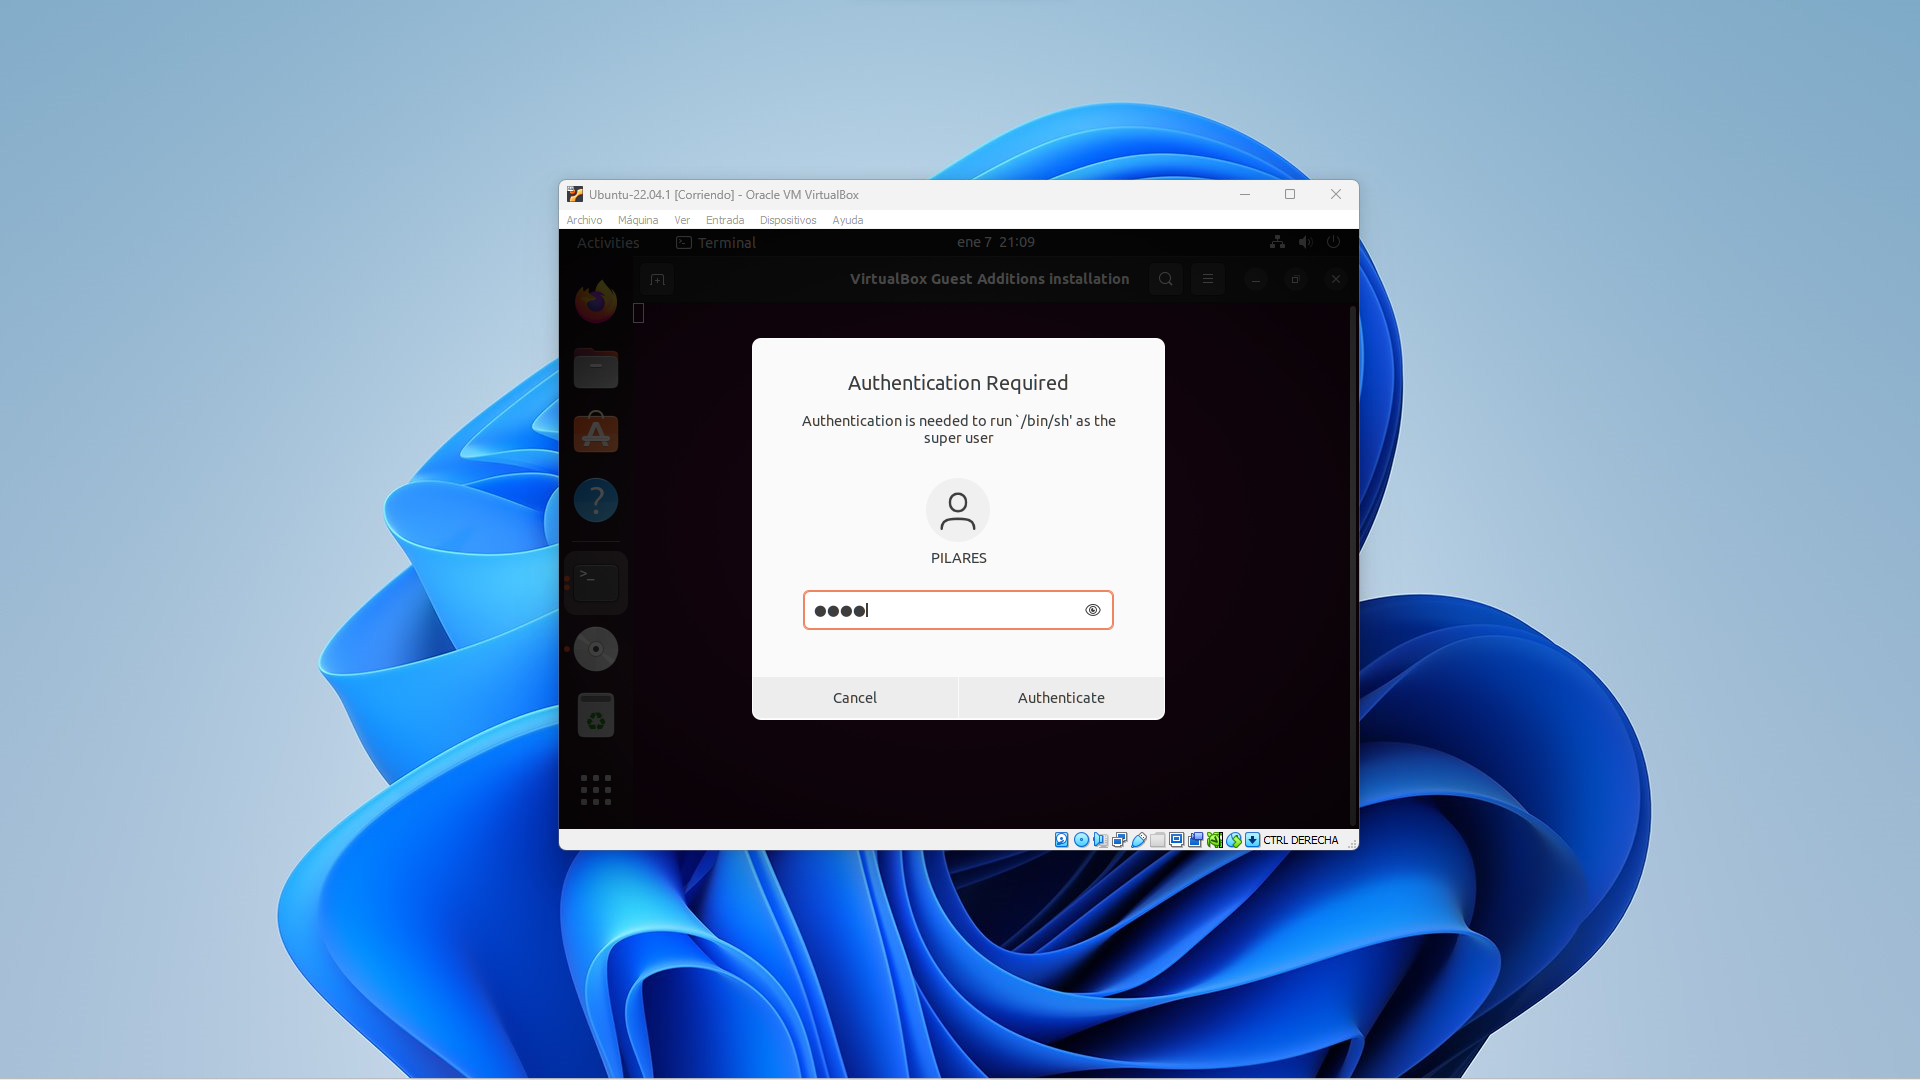 Ubuntu-22.04.1 [Corriendo] - Oracle VM VirtualBox
Archivo Máquina Ver Entrada Dispositivos Ayuda
Activities Terminal ene 7 21:09
VirtualBox Guest Additions installation
Authentication Required
Authentication is needed to run `/bin/sh' as the
super user
PILARES
Cancel Authenticate
CTRL DERECHA